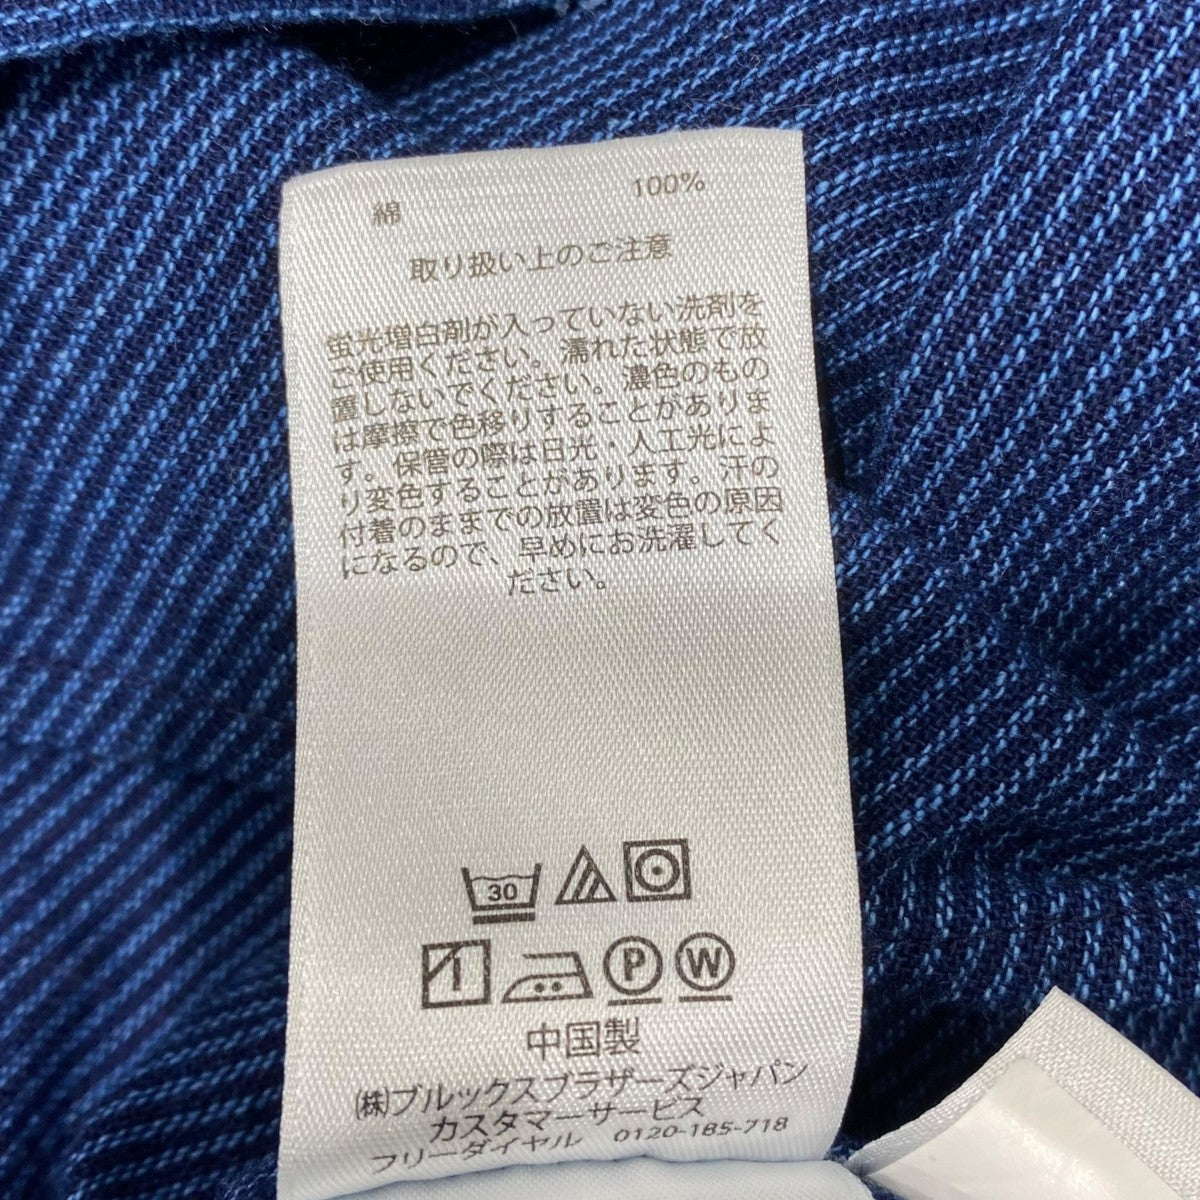 綿 100%
取り扱い上のご注意
蛍光増白剤が入っていない洗剤を
ご使用ください。濡れた状態で放
置しないでください。濃色のもの
は摩擦で色移りすることがありま
す。保管の際は日光・人工光によ
り変色することがあります。汗の
付着のままでの放置は変色の原因
になるので、早めにお洗濯してく
ださい。
30
P W
中国製
(株)ブルックスブラザーズジャパン
カスタマーサービス
フリーダイヤル 0120-185-718